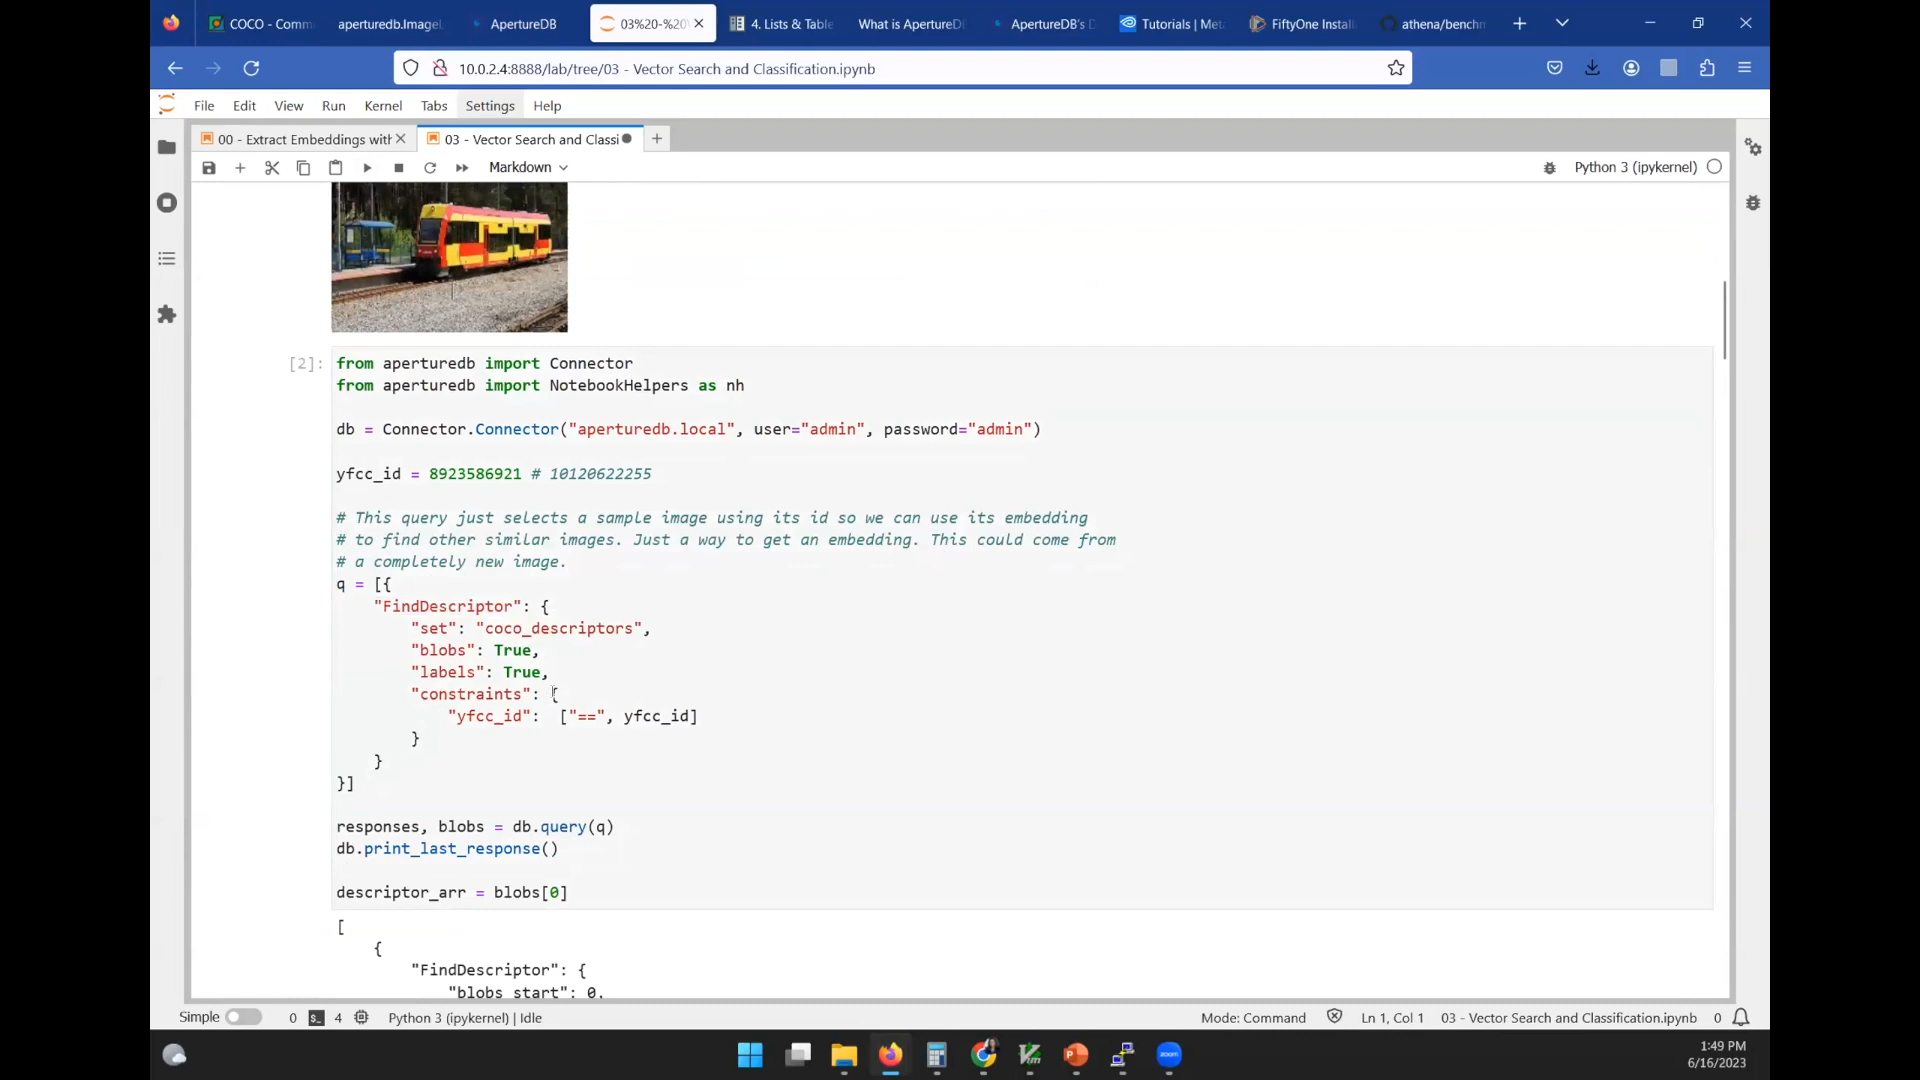 COCO - Comm
aperturedb.Imagel
ApertureDB
03%20-%20V
4. Lists & Table
What is ApertureDB
ApertureDB's D
Tutorials | Met
FiftyOne Install
athena/benchm
10.0.2.4:8888/lab/tree/03 - Vector Search and Classification.ipynb
File Edit View Run Kernel Tabs Settings Help
00 - Extract Embeddings with
03 - Vector Search and Classi
Markdown
Python 3 (ipykernel)
[2]:
from aperturedb import Connector
from aperturedb import NotebookHelpers as nh
db = Connector.Connector("aperturedb.local", user="admin", password="admin")
yfcc_id = 8923586921 # 10120622255
# This query just selects a sample image using its id so we can use its embedding
# to find other similar images. Just a way to get an embedding. This could come from
# a completely new image.
q = [{
"FindDescriptor": {
"set": "coco_descriptors",
"blobs": True,
"labels": True,
"constraints": {
"yfcc_id": ["==", yfcc_id]
}
}
}]
responses, blobs = db.query(q)
db.print_last_response()
descriptor_arr = blobs[0]
[
{
"FindDescriptor": {
"blobs_start": 0,
Simple
0
4
Python 3 (ipykernel) | Idle
Mode: Command
Ln 1, Col 1
03 - Vector Search and Classification.ipynb
0
zoom
1:49 PM
6/16/2023